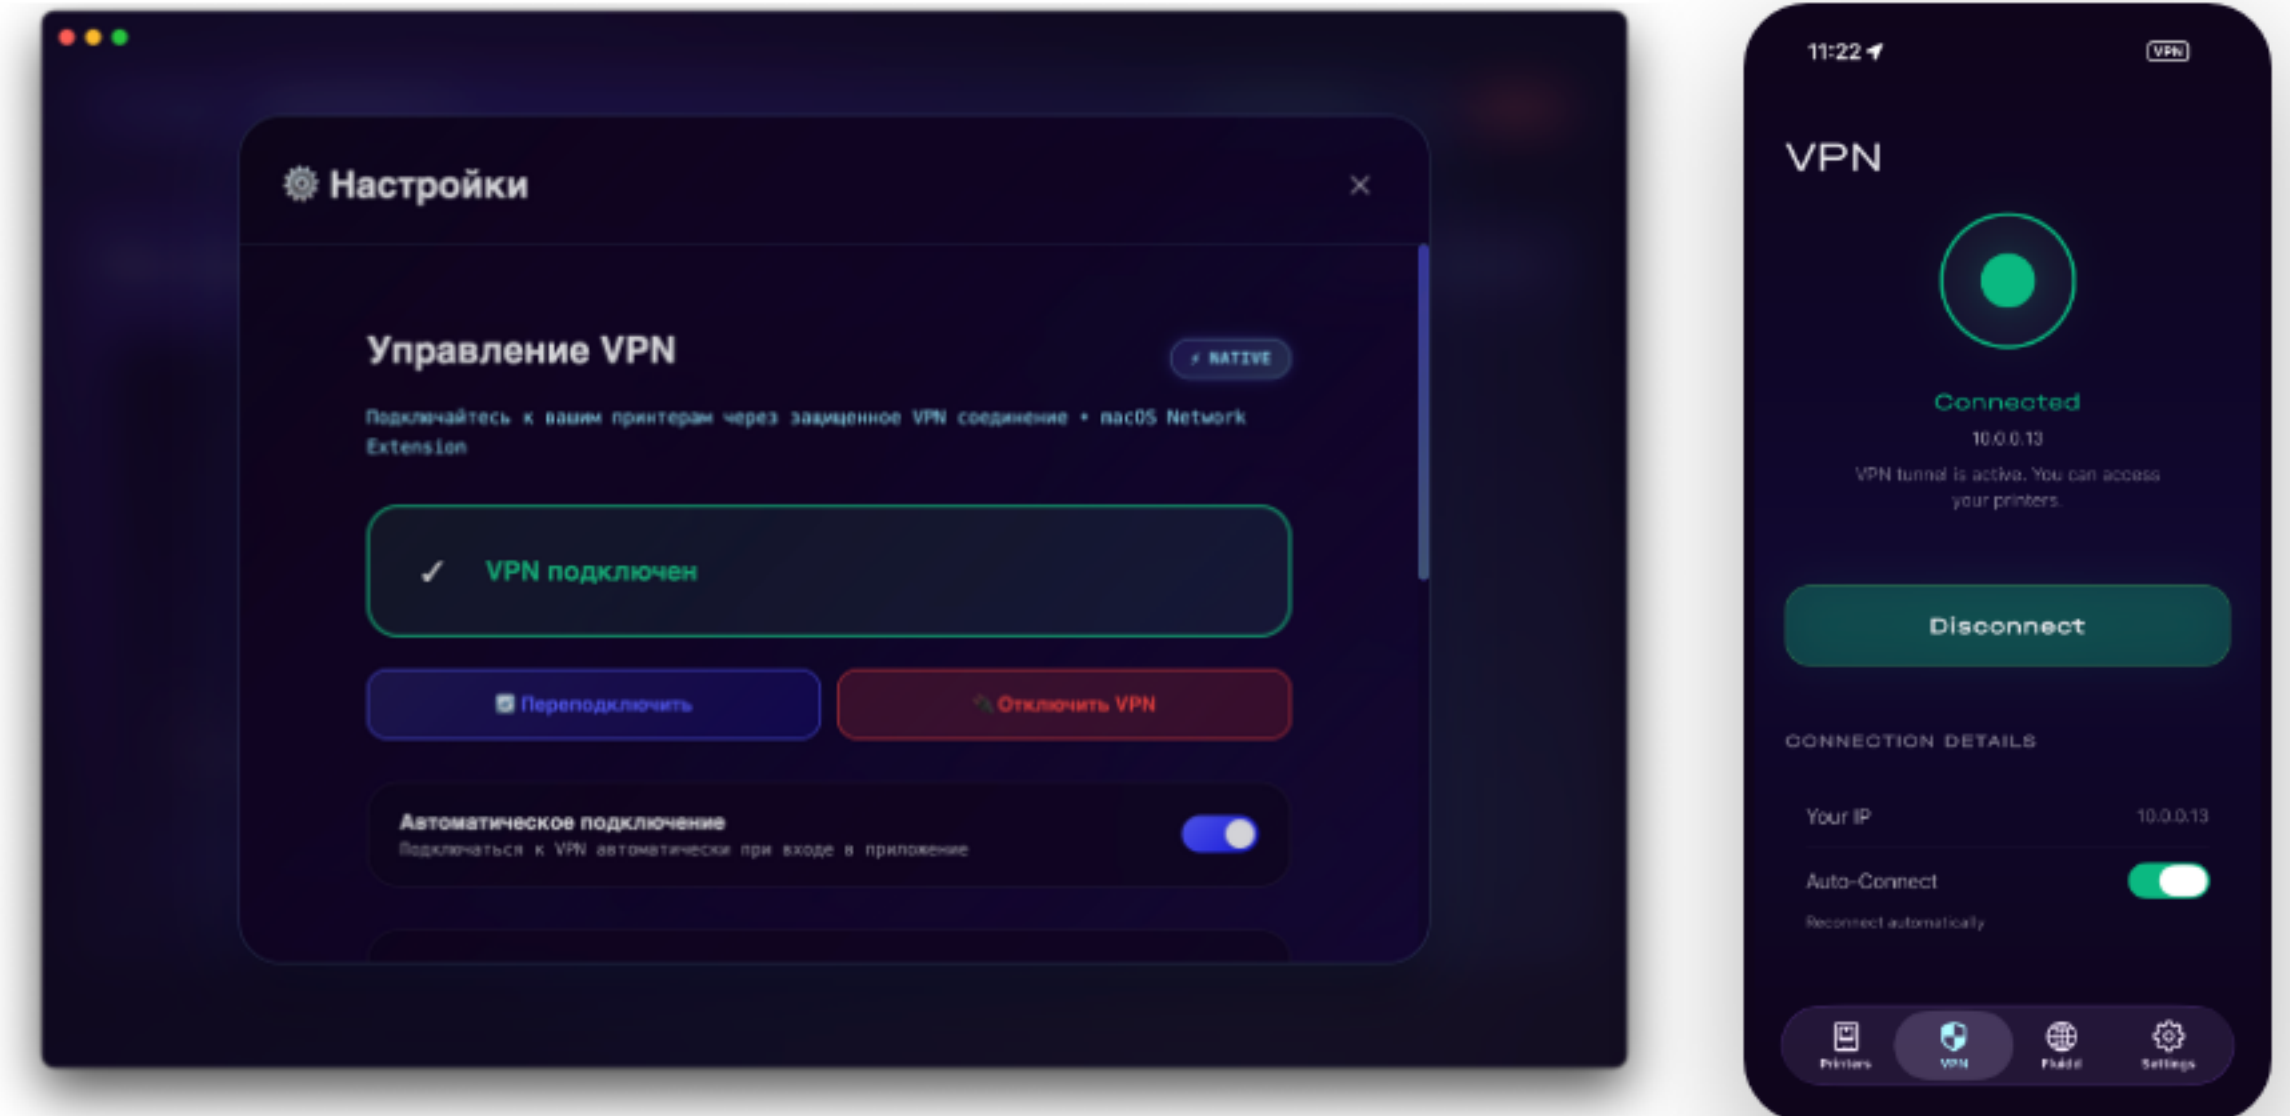 Настройки
Управление VPN
⚡ NATIVE
Подключайтесь к вашим принтерам через защищенное VPN соединение • macOS Network
Extension
✓ VPN подключен
Переподключить
Отключить VPN
Автоматическое подключение
Подключаться к VPN автоматически при входе в приложение
11:22
VPN
VPN
Connected
10.0.0.13
VPN tunnel is active. You can access
your printers.
Disconnect
CONNECTION DETAILS
Your IP 10.0.0.13
Auto-Connect
Reconnect automatically
Printers VPN Fluidd Settings